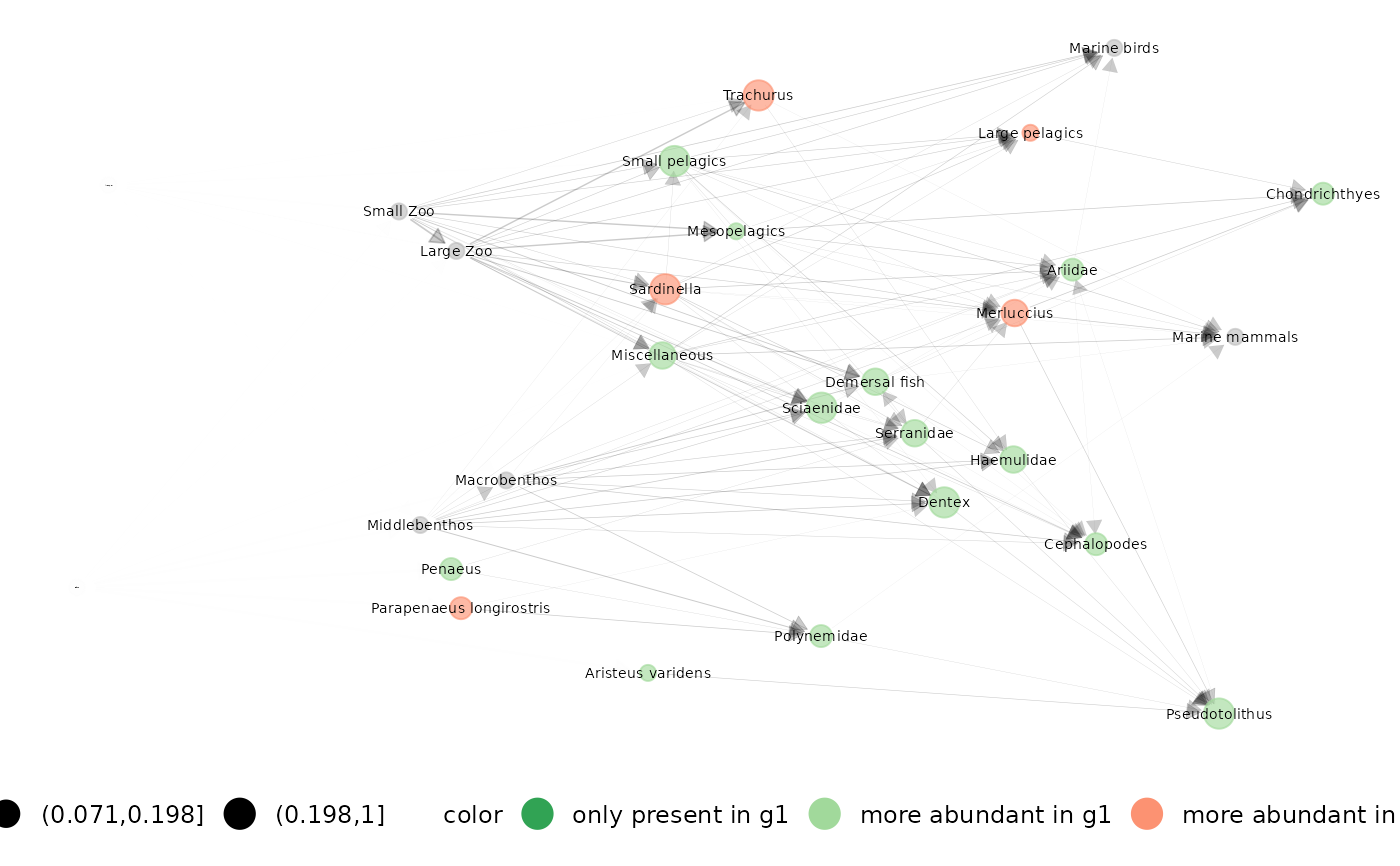 Marine birds
Trachurus
Large pelagics
Small pelagics
Chondrichthyes
Small Zoo
Mesopelagics
Large Zoo
Ariidae
Sardinella
Merluccius
Marine mammals
Miscellaneous
Demersal fish
Sciaenidae
Serranidae
Haemulidae
Macrobenthos
Dentex
Middlebenthos
Cephalopodes
Penaeus
Parapenaeus longirostris
Polynemidae
Aristeus varidens
Pseudotolithus
(0.071,0.198] (0.198,1] color only present in g1 more abundant in g1 more abundant in